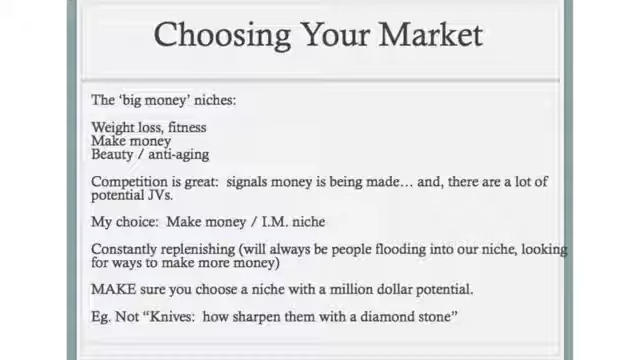 Choosing Your Market
The 'big money' niches:
Weight loss, fitness
Make money
Beauty / anti-aging
Competition is great:  signals money is being made... and, there are a lot of
potential JVs.
My choice:  Make money / I.M. niche
Constantly replenishing (will always be people flooding into our niche, looking
for ways to make more money)
MAKE sure you choose a niche with a million dollar potential.
Eg. Not "Knives:  how sharpen them with a diamond stone"